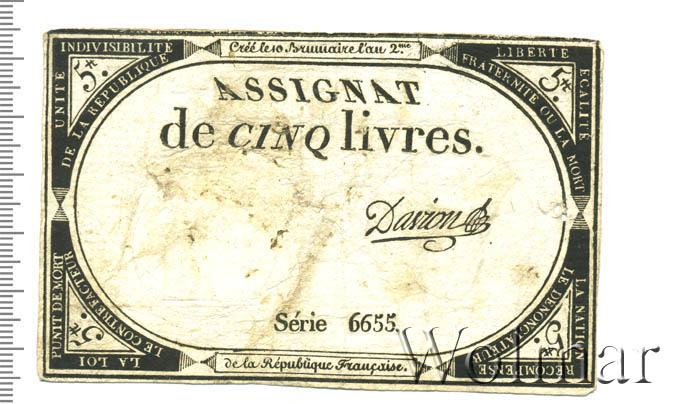 Créé le 10 Brumaire l'an 2.me
INDIVISIBILITÉ
UNITÉ
DE LA RÉPUBLIQUE
5#
LIBERTE
EGALITÉ
FRATERNITÉ OU LA MORT
5#
ASSIGNAT
de CINQ livres.
Davion
Série 6655.
PUNIT DE MORT
LA LOI
LE CONTREFACTEUR
5#
LA NATION
RÉCOMPENSE
LE DÉNONCIATEUR
5#
de la République Française.
Wolmar